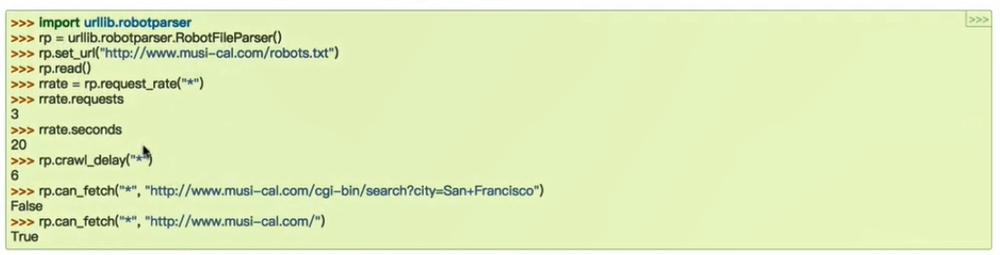 >>> import urllib.robotparser
>>>
>>> rp = urllib.robotparser.RobotFileParser()
>>> rp.set_url("http://www.musi-cal.com/robots.txt")
>>> rp.read()
>>> rrate = rp.request_rate("*")
>>> rrate.requests
3
>>> rrate.seconds
20
>>> rp.crawl_delay("*")
6
>>> rp.can_fetch("*", "http://www.musi-cal.com/cgi-bin/search?city=San+Francisco")
False
>>> rp.can_fetch("*", "http://www.musi-cal.com/")
True